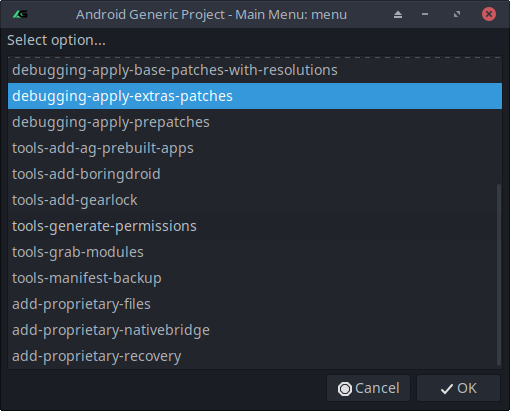 Android Generic Project - Main Menu: menu
Select option...
debugging-apply-base-patches-with-resolutions
debugging-apply-extras-patches
debugging-apply-prepatches
tools-add-ag-prebuilt-apps
tools-add-boringdroid
tools-add-gearlock
tools-generate-permissions
tools-grab-modules
tools-manifest-backup
add-proprietary-files
add-proprietary-nativebridge
add-proprietary-recovery
Cancel
OK